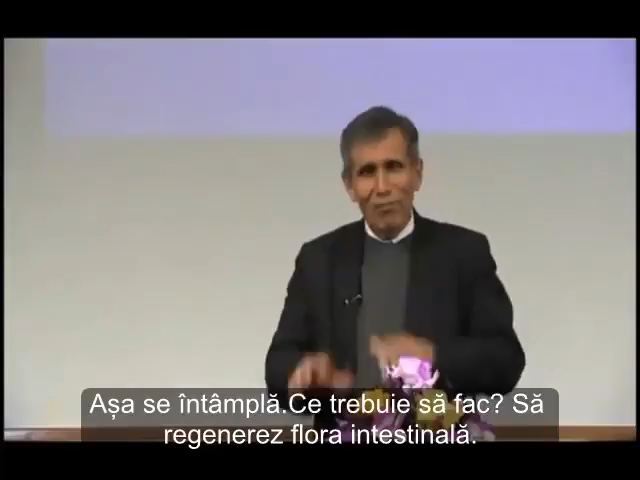 Așa se întâmplă.Ce trebuie să fac? Să
regenerez flora intestinală.